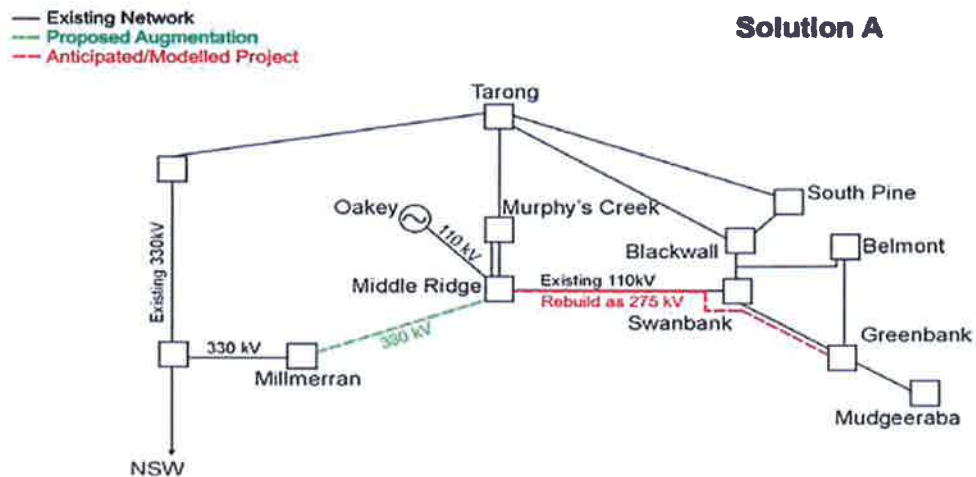 Existing Network
Proposed Augmentation
Anticipated/Modelled Project
Solution A
Tarong
South Pine
Oakey
Murphy's Creek
110 kV
Blackwall
Belmont
Existing 330kV
Middle Ridge
Existing 110kV
Rebuild as 275 kV
Swanbank
Greenbank
330 kV
330 kV
Millmerran
Mudgeeraba
NSW